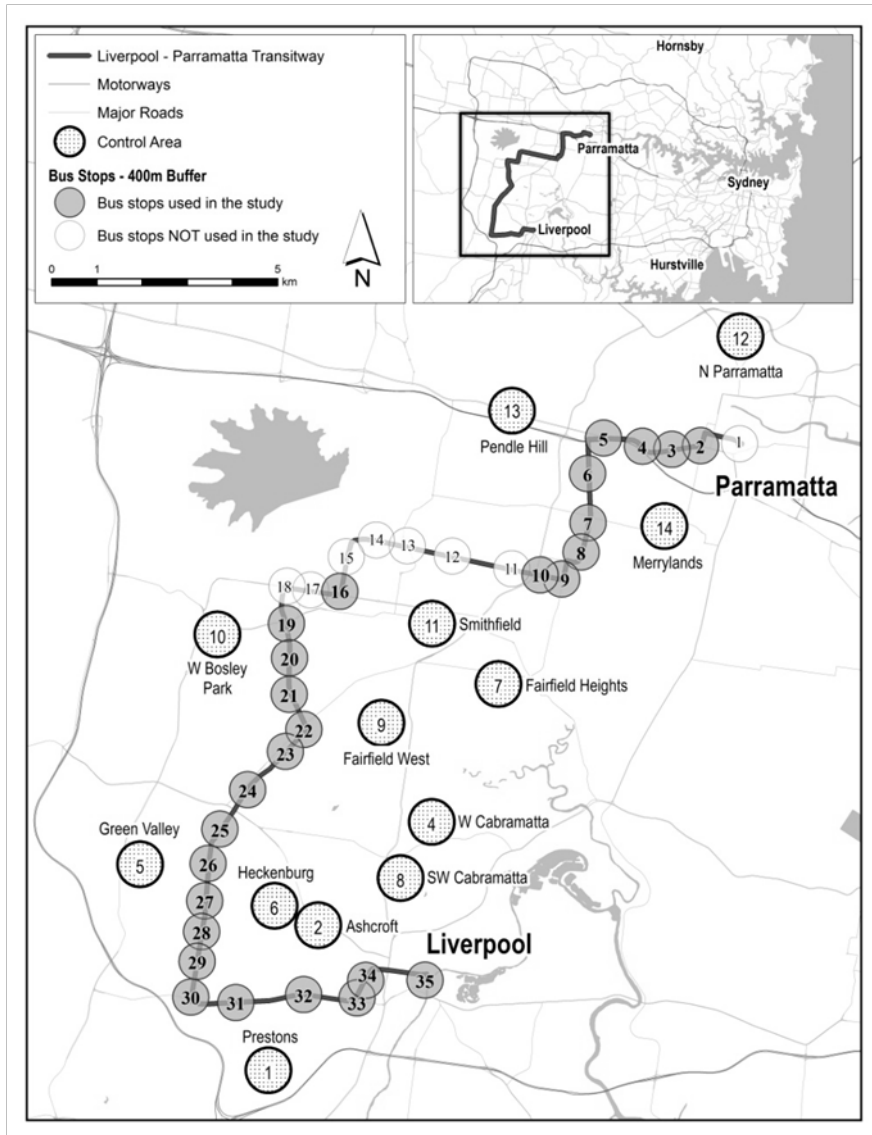 Liverpool - Parramatta Transitway
Motorways
Major Roads
Control Area
Bus Stops - 400m Buffer
Bus stops used in the study
Bus stops NOT used in the study
0 1 5
km
N
Hornsby
Parramatta
Sydney
Liverpool
Hurstville
12
N Parramatta
13
Pendle Hill
5
4
3
2
1
Parramatta
6
7
14
Merrylands
8
9
10
11
12
13
14
15
16
17
18
19
10
W Bosley
Park
11
Smithfield
20
21
7
Fairfield Heights
22
23
9
Fairfield West
24
4
W Cabramatta
25
Green Valley
5
26
8
SW Cabramatta
Heckenburg
6
27
2
Ashcroft
28
Liverpool
29
30
31
32
33
34
35
Prestons
1